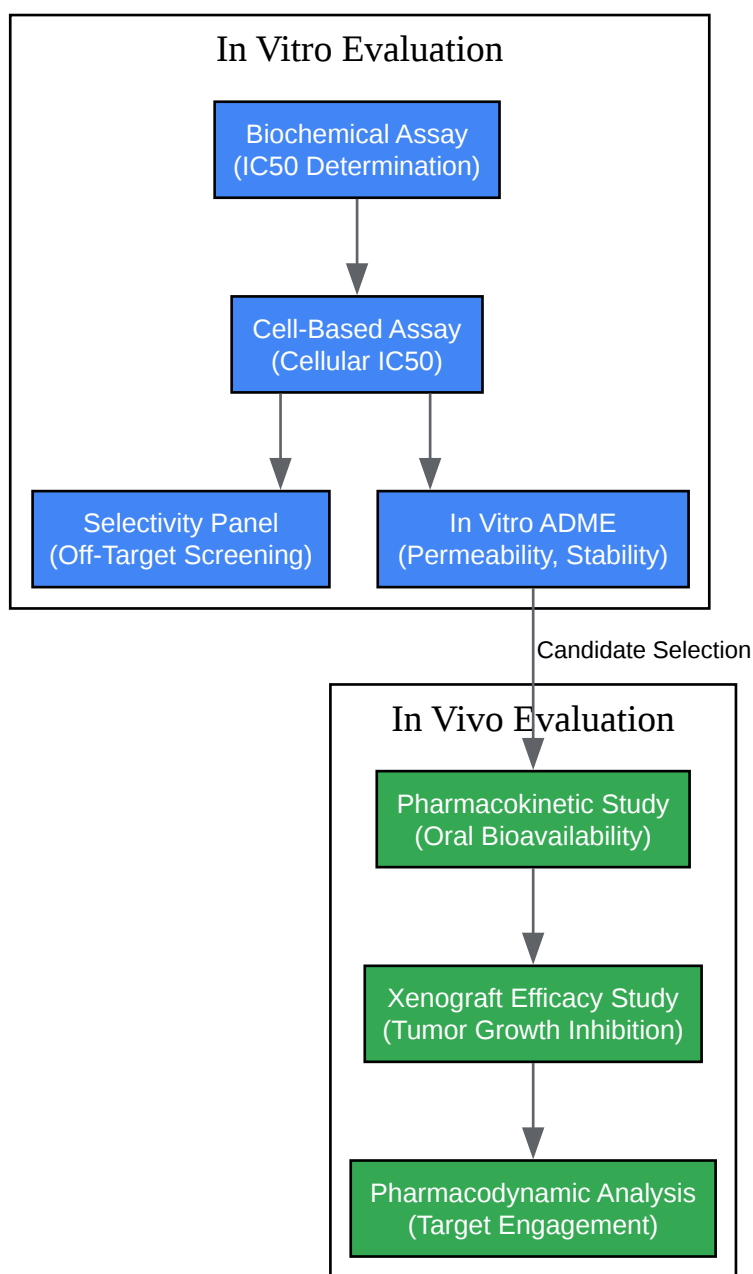 In Vitro Evaluation
Biochemical Assay
(IC50 Determination)
Cell-Based Assay
(Cellular IC50)
Selectivity Panel
(Off-Target Screening)
In Vitro ADME
(Permeability, Stability)
Candidate Selection
In Vivo Evaluation
Pharmacokinetic Study
(Oral Bioavailability)
Xenograft Efficacy Study
(Tumor Growth Inhibition)
Pharmacodynamic Analysis
(Target Engagement)